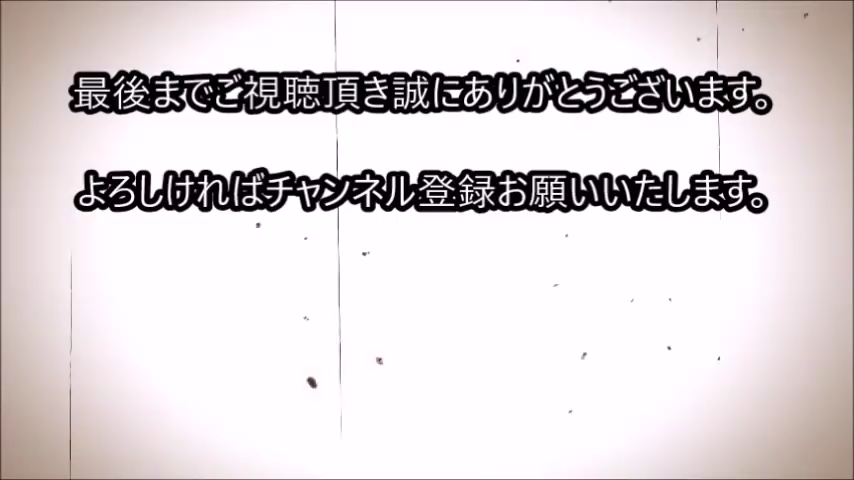 最後までご視聴頂き誠にありがとうございます。
よろしければチャンネル登録お願いいたします。